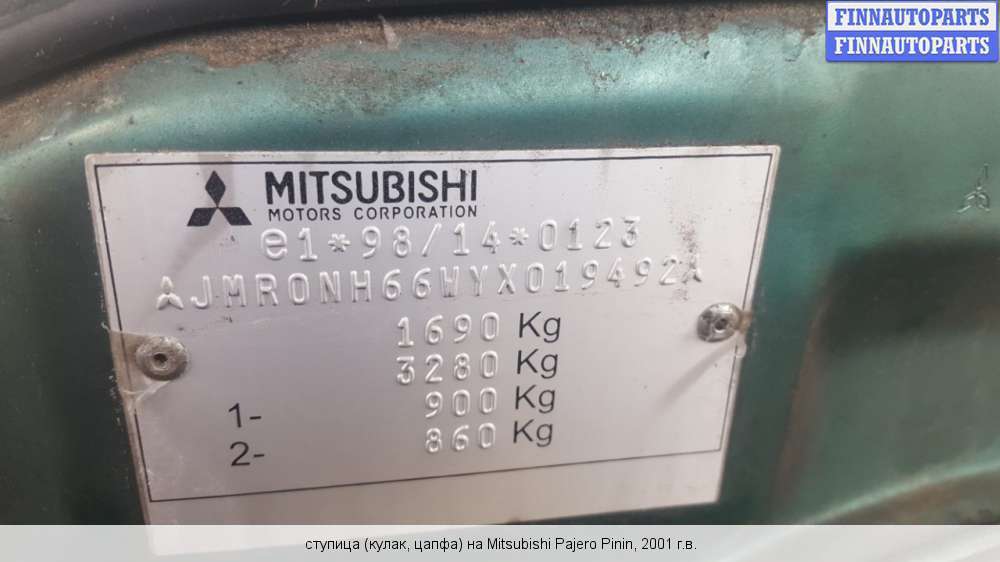 FINNAUTOPARTS
FINNAUTOPARTS
MITSUBISHI
MOTORS CORPORATION
e1*98/14*0123
JMR0NH66WYX019492
1690 Kg
3280 Kg
1- 900 Kg
2- 860 Kg
ступица (кулак, цапфа) на Mitsubishi Pajero Pinin, 2001 г.в.